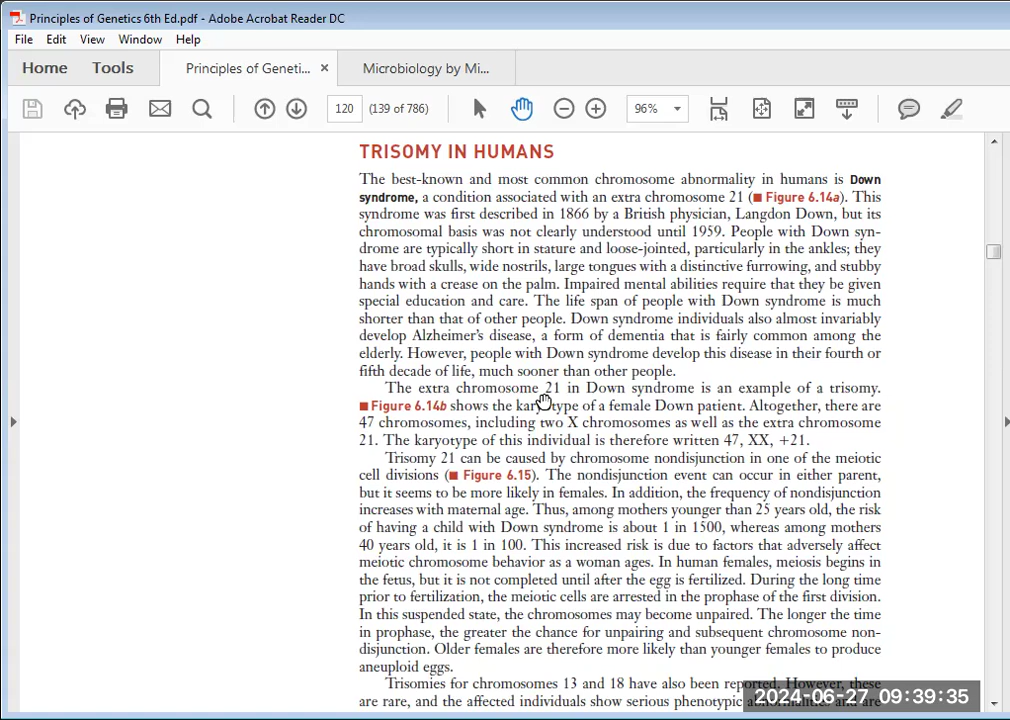 Principles of Genetics 6th Ed.pdf - Adobe Acrobat Reader DC
File Edit View Window Help
Home Tools Principles of Geneti... × Microbiology by Mi...
120 (139 of 786) 96%
TRISOMY IN HUMANS
The best-known and most common chromosome abnormality in humans is Down
syndrome, a condition associated with an extra chromosome 21 (■ Figure 6.14a). This
syndrome was first described in 1866 by a British physician, Langdon Down, but its
chromosomal basis was not clearly understood until 1959. People with Down syn-
drome are typically short in stature and loose-jointed, particularly in the ankles; they
have broad skulls, wide nostrils, large tongues with a distinctive furrowing, and stubby
hands with a crease on the palm. Impaired mental abilities require that they be given
special education and care. The life span of people with Down syndrome is much
shorter than that of other people. Down syndrome individuals also almost invariably
develop Alzheimer's disease, a form of dementia that is fairly common among the
elderly. However, people with Down syndrome develop this disease in their fourth or
fifth decade of life, much sooner than other people.
The extra chromosome 21 in Down syndrome is an example of a trisomy.
■ Figure 6.14b shows the karyotype of a female Down patient. Altogether, there are
47 chromosomes, including two X chromosomes as well as the extra chromosome
21. The karyotype of this individual is therefore written 47, XX, +21.
Trisomy 21 can be caused by chromosome nondisjunction in one of the meiotic
cell divisions (■ Figure 6.15). The nondisjunction event can occur in either parent,
but it seems to be more likely in females. In addition, the frequency of nondisjunction
increases with maternal age. Thus, among mothers younger than 25 years old, the risk
of having a child with Down syndrome is about 1 in 1500, whereas among mothers
40 years old, it is 1 in 100. This increased risk is due to factors that adversely affect
meiotic chromosome behavior as a woman ages. In human females, meiosis begins in
the fetus, but it is not completed until after the egg is fertilized. During the long time
prior to fertilization, the meiotic cells are arrested in the prophase of the first division.
In this suspended state, the chromosomes may become unpaired. The longer the time
in prophase, the greater the chance for unpairing and subsequent chromosome non-
disjunction. Older females are therefore more likely than younger females to produce
aneuploid eggs.
Trisomies for chromosomes 13 and 18 have also been reported. However, these
are rare, and the affected individuals show serious phenotypic abnormalities and are
2024-06-27 09:39:35